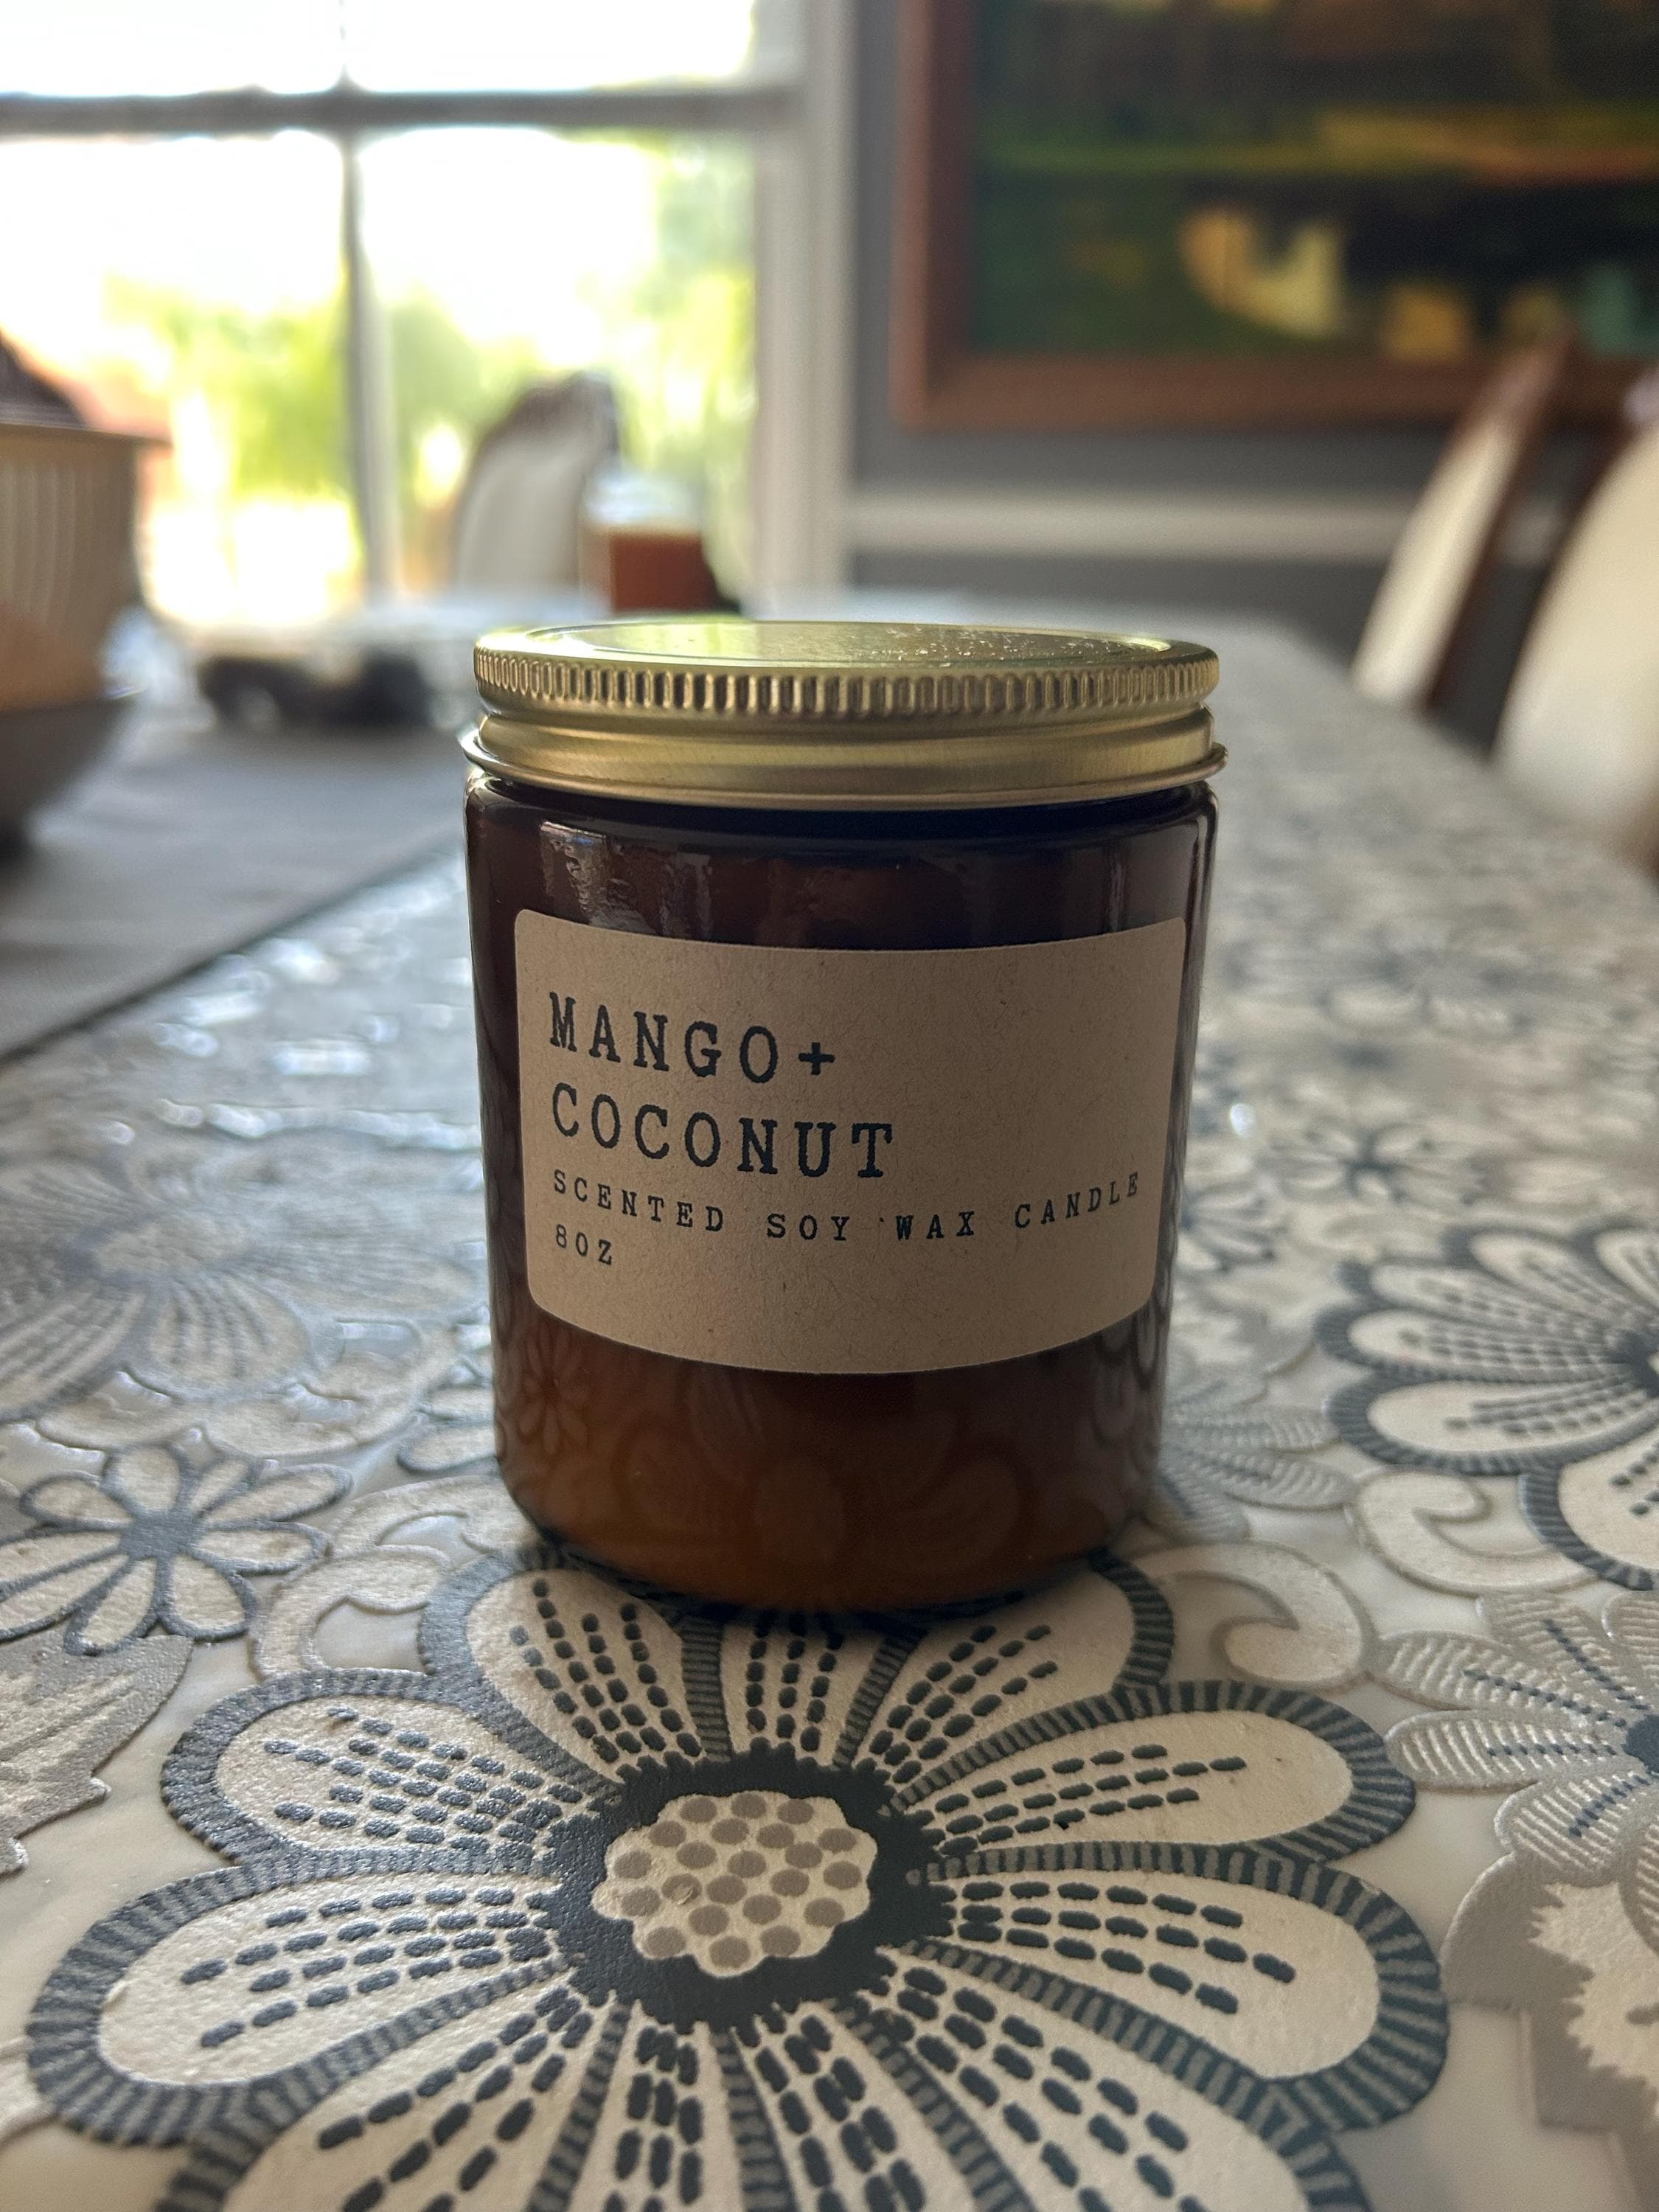 MANGO+
COCONUT
SCENTED SOY WAX CANDLE
8OZ